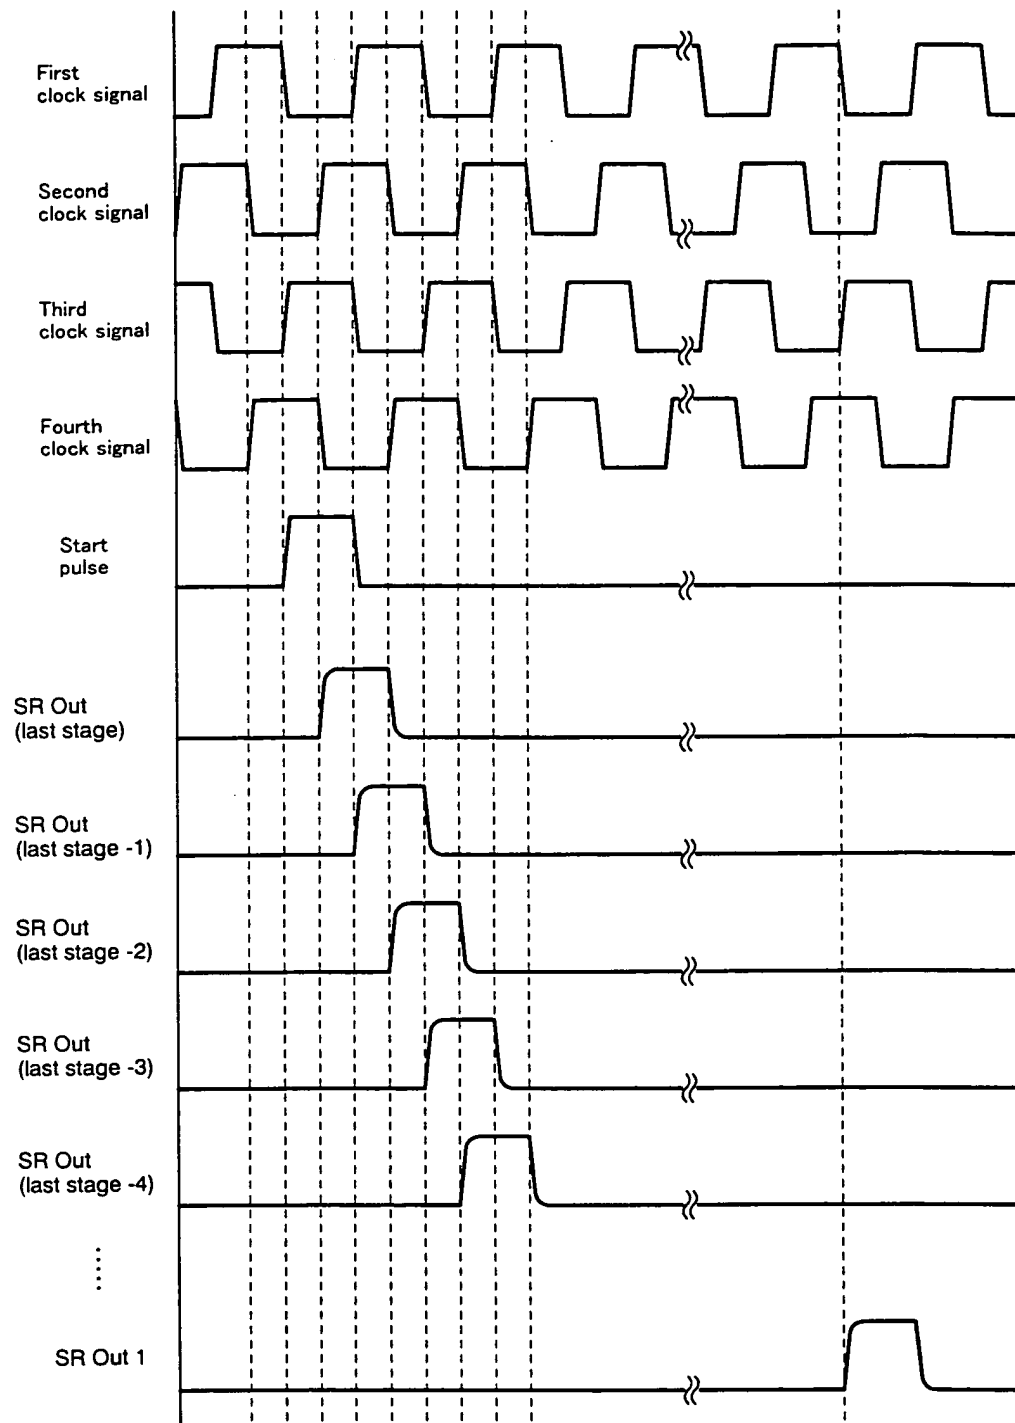 First
clock signal
Second
clock signal
Third
clock signal
Fourth
clock signal
Start
pulse
SR Out
(last stage)
SR Out
(last stage -1)
SR Out
(last stage -2)
SR Out
(last stage -3)
SR Out
(last stage -4)
SR Out 1